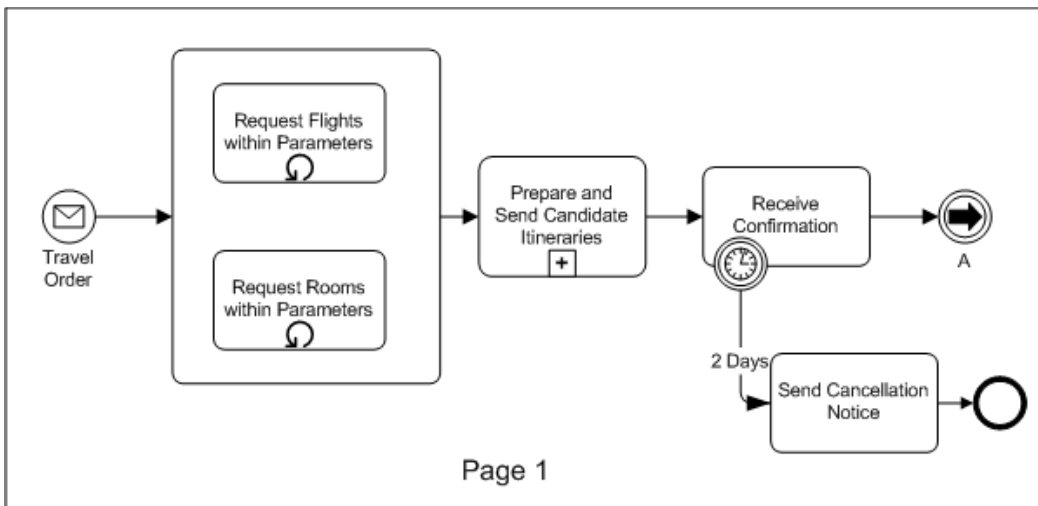 Travel
Order
Request Flights
within Parameters
Request Rooms
within Parameters
Prepare and
Send Candidate
Itineraries
Receive
Confirmation
A
2 Days
Send Cancellation
Notice
Page 1